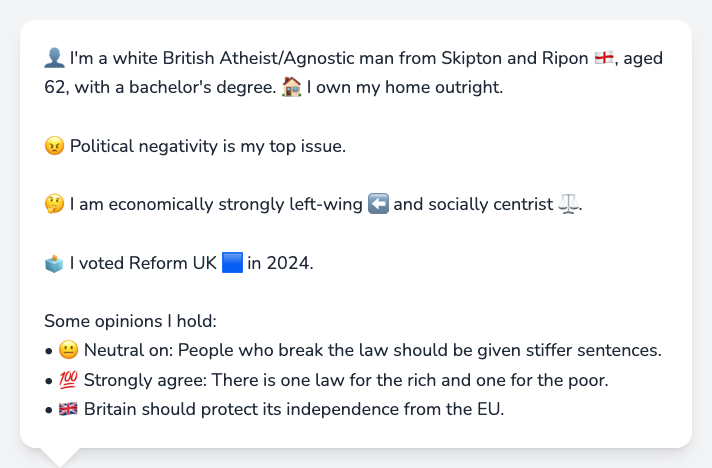 👤 I'm a white British Atheist/Agnostic man from Skipton and Ripon 🏴󠁧󠁢󠁥󠁮󠁧󠁿, aged
62, with a bachelor's degree. 🏠 I own my home outright.
😠 Political negativity is my top issue.
🤔 I am economically strongly left-wing ⬅️ and socially centrist ⚖️.
🗳️ I voted Reform UK 🟦 in 2024.
Some opinions I hold:
• 😐 Neutral on: People who break the law should be given stiffer sentences.
• 💯 Strongly agree: There is one law for the rich and one for the poor.
• 🇬🇧 Britain should protect its independence from the EU.